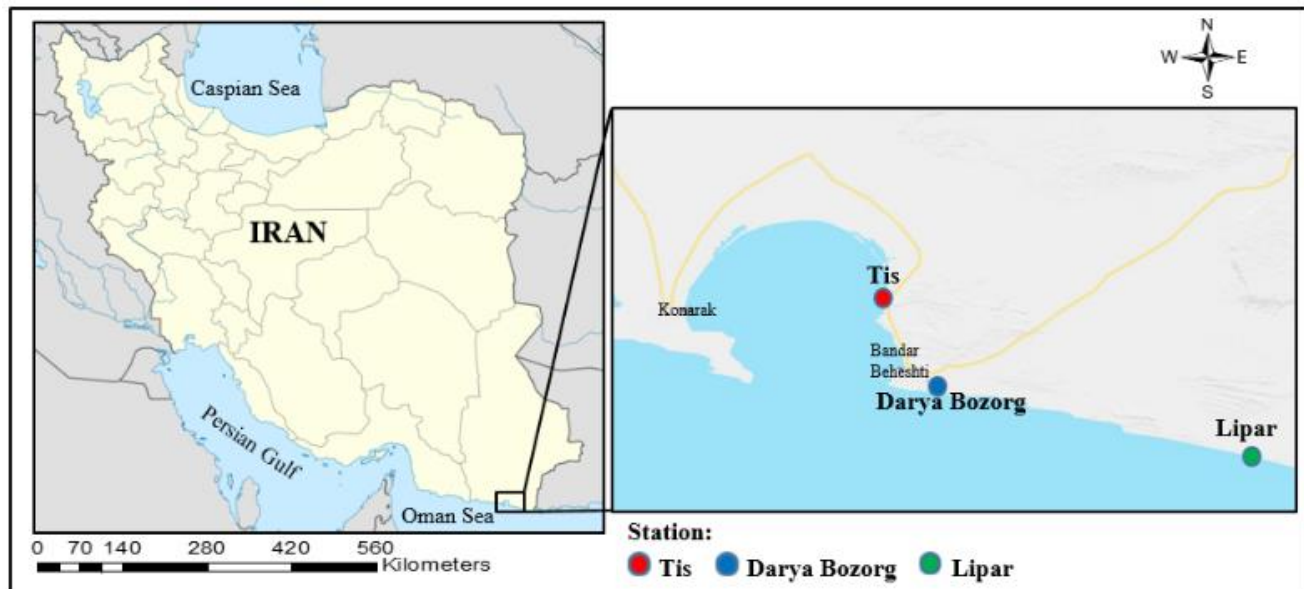 Caspian Sea
IRAN
Persian Gulf
Oman Sea
0 70 140 280 420 560
Kilometers
N
W E
S
Tis
Konarak
Bandar
Beheshti
Darya Bozorg
Lipar
Station:
Tis Darya Bozorg Lipar